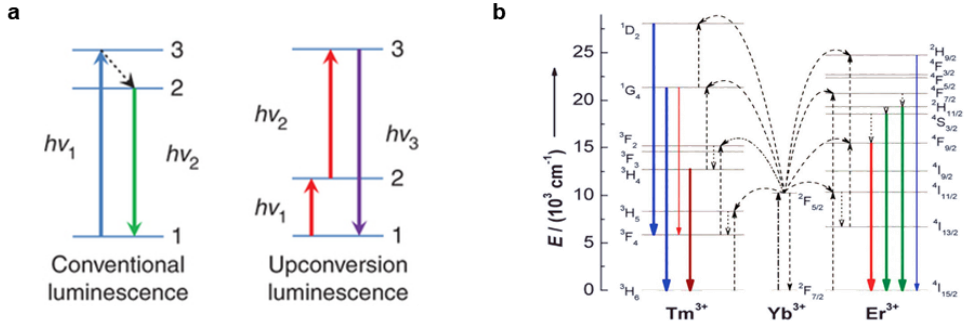 a
3
2
hν₁
hν₂
1
Conventional
luminescence
3
hν₂
hν₃
2
hν₁
1
Upconversion
luminescence
b
E / (10³ cm⁻¹)
25
20
15
10
5
0
¹D₂
¹G₄
³F₂
³F₃
³H₄
³H₅
³F₄
³H₆
Tm³⁺
²F₅/₂
²F₇/₂
Yb³⁺
²H₉/₂
⁴F₃/₂
⁴F₅/₂
⁴F₇/₂
²H₁₁/₂
⁴S₃/₂
⁴F₉/₂
⁴I₉/₂
⁴I₁₁/₂
⁴I₁₃/₂
⁴I₁₅/₂
Er³⁺